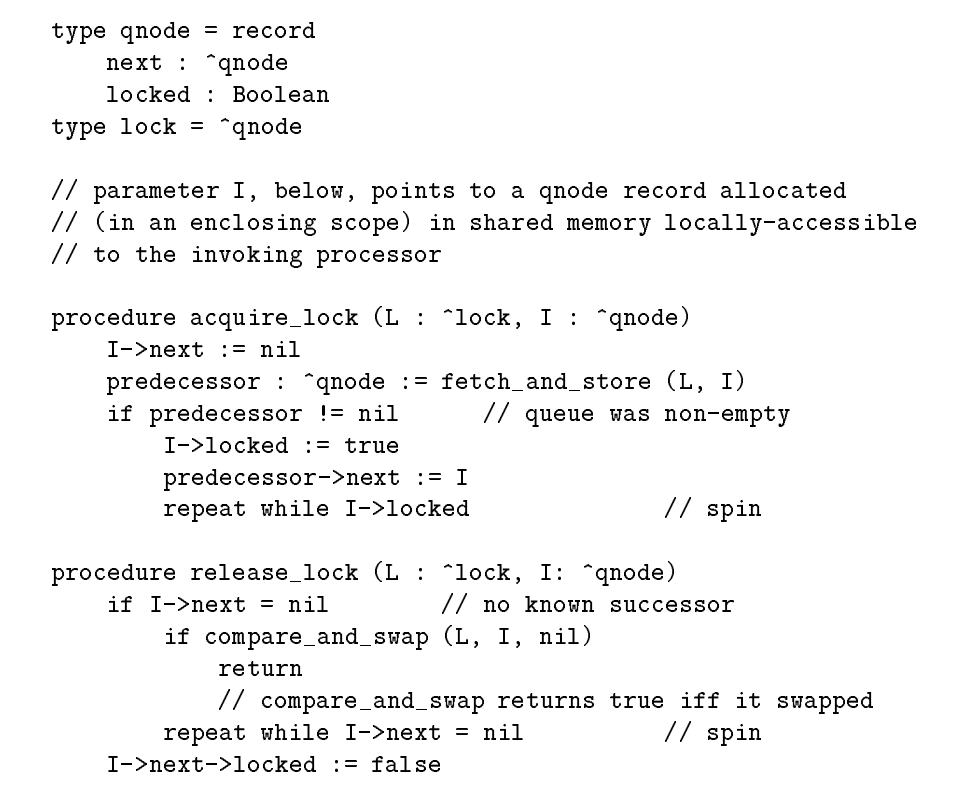 type qnode = record
    next : ^qnode
    locked : Boolean
type lock = ^qnode

// parameter I, below, points to a qnode record allocated
// (in an enclosing scope) in shared memory locally-accessible
// to the invoking processor

procedure acquire_lock (L : ^lock, I : ^qnode)
    I->next := nil
    predecessor : ^qnode := fetch_and_store (L, I)
    if predecessor != nil      // queue was non-empty
        I->locked := true
        predecessor->next := I
        repeat while I->locked              // spin

procedure release_lock (L : ^lock, I: ^qnode)
    if I->next = nil        // no known successor
        if compare_and_swap (L, I, nil)
            return
            // compare_and_swap returns true iff it swapped
        repeat while I->next = nil          // spin
    I->next->locked := false